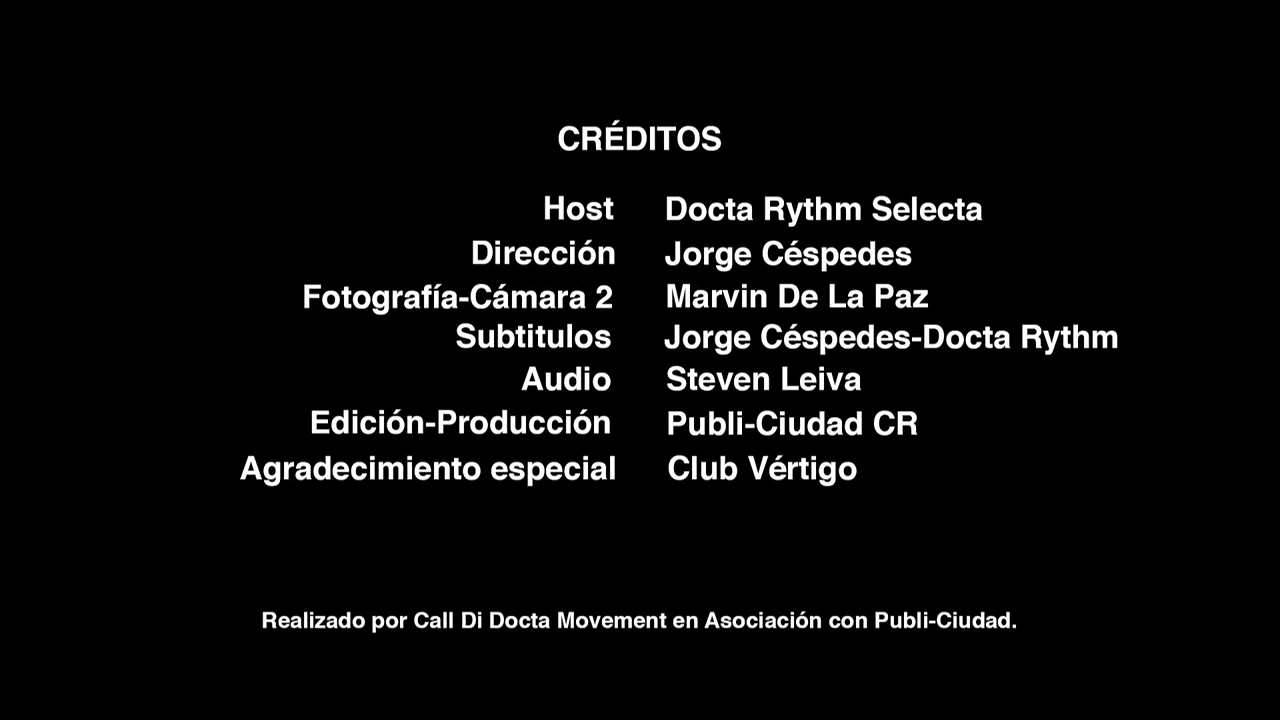 CRÉDITOS
Host Docta Rythm Selecta
Dirección Jorge Céspedes
Fotografía-Cámara 2 Marvin De La Paz
Subtitulos Jorge Céspedes-Docta Rythm
Audio Steven Leiva
Edición-Producción Publi-Ciudad CR
Agradecimiento especial Club Vértigo
Realizado por Call Di Docta Movement en Asociación con Publi-Ciudad.